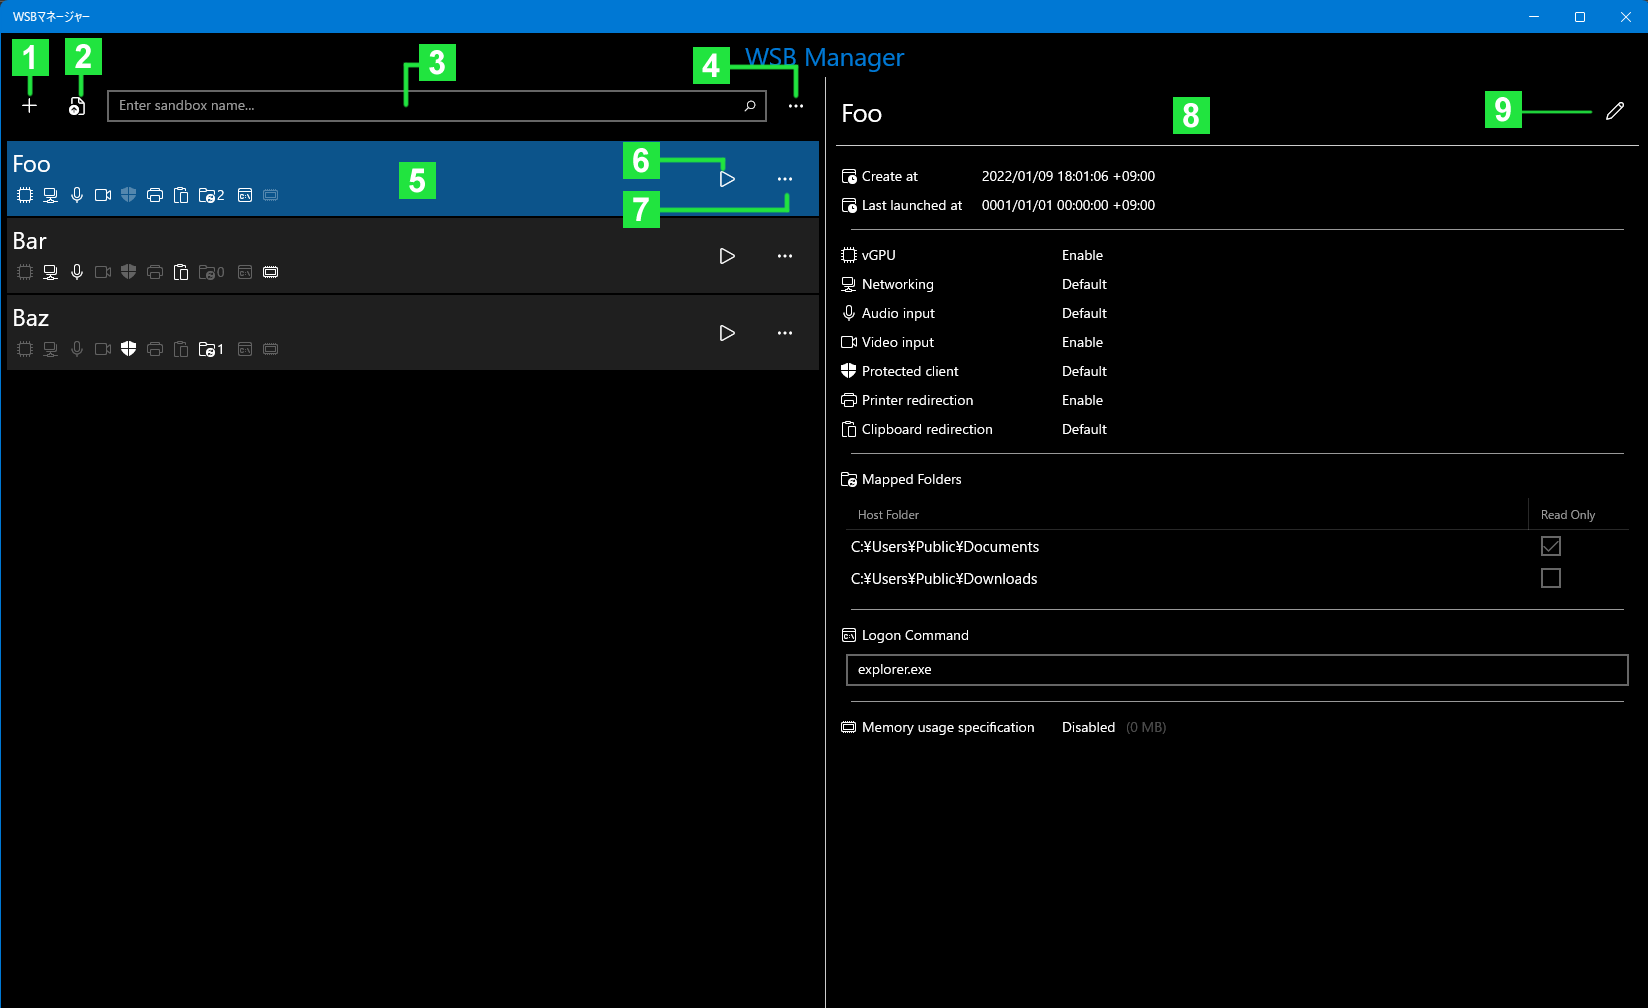 WSBマネージャー
WSB Manager
1
2
3
4
Enter sandbox name...
Foo
5
6
7
2
Bar
0
Baz
1
Foo
8
9
Create at 2022/01/09 18:01:06 +09:00
Last launched at 0001/01/01 00:00:00 +09:00
vGPU Enable
Networking Default
Audio input Default
Video input Enable
Protected client Default
Printer redirection Enable
Clipboard redirection Default
Mapped Folders
Host Folder Read Only
C:¥Users¥Public¥Documents
C:¥Users¥Public¥Downloads
Logon Command
explorer.exe
Memory usage specification Disabled (0 MB)